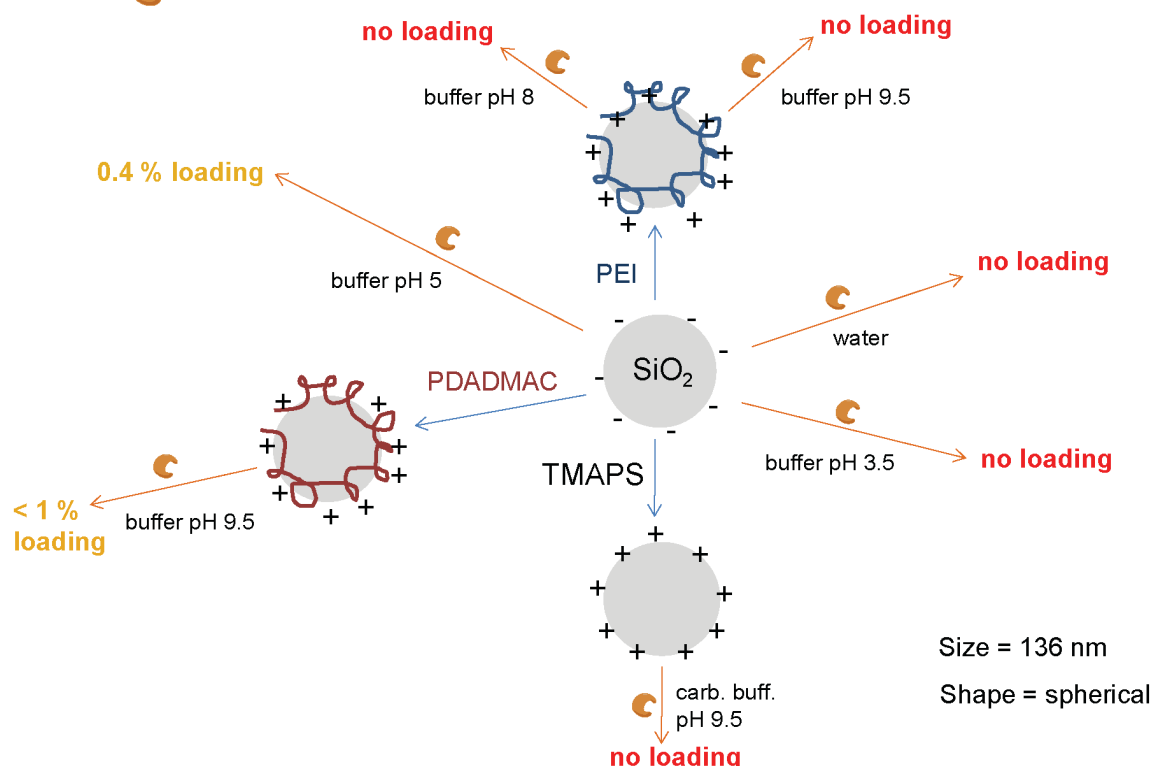 no loading
no loading
buffer pH 8
buffer pH 9.5
0.4 % loading
buffer pH 5
PEI
no loading
water
SiO₂
PDADMAC
buffer pH 3.5
no loading
TMAPS
< 1 %
loading
buffer pH 9.5
+ + + + + + + + +
- - - - - - - -
+ + + + + + + +
+ + + + + + + + +
Size = 136 nm
Shape = spherical
carb. buff.
pH 9.5
no loading